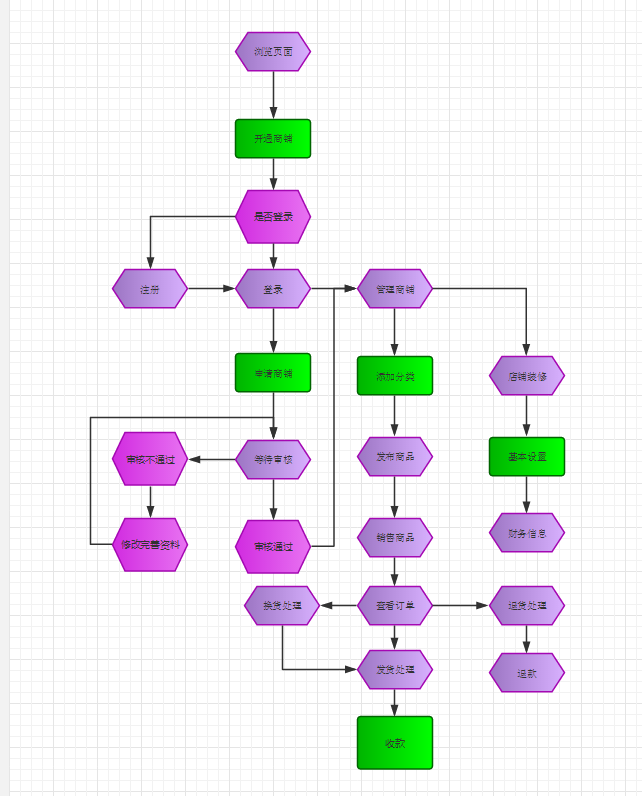 浏览页面
开通商铺
是否登录
注册
登录
管理商铺
申请商铺
添加分类
店铺装修
审核不通过
等待审核
发布商品
基本设置
修改完善资料
审核通过
销售商品
财务信息
换货处理
查看订单
退货处理
发货处理
退款
收款